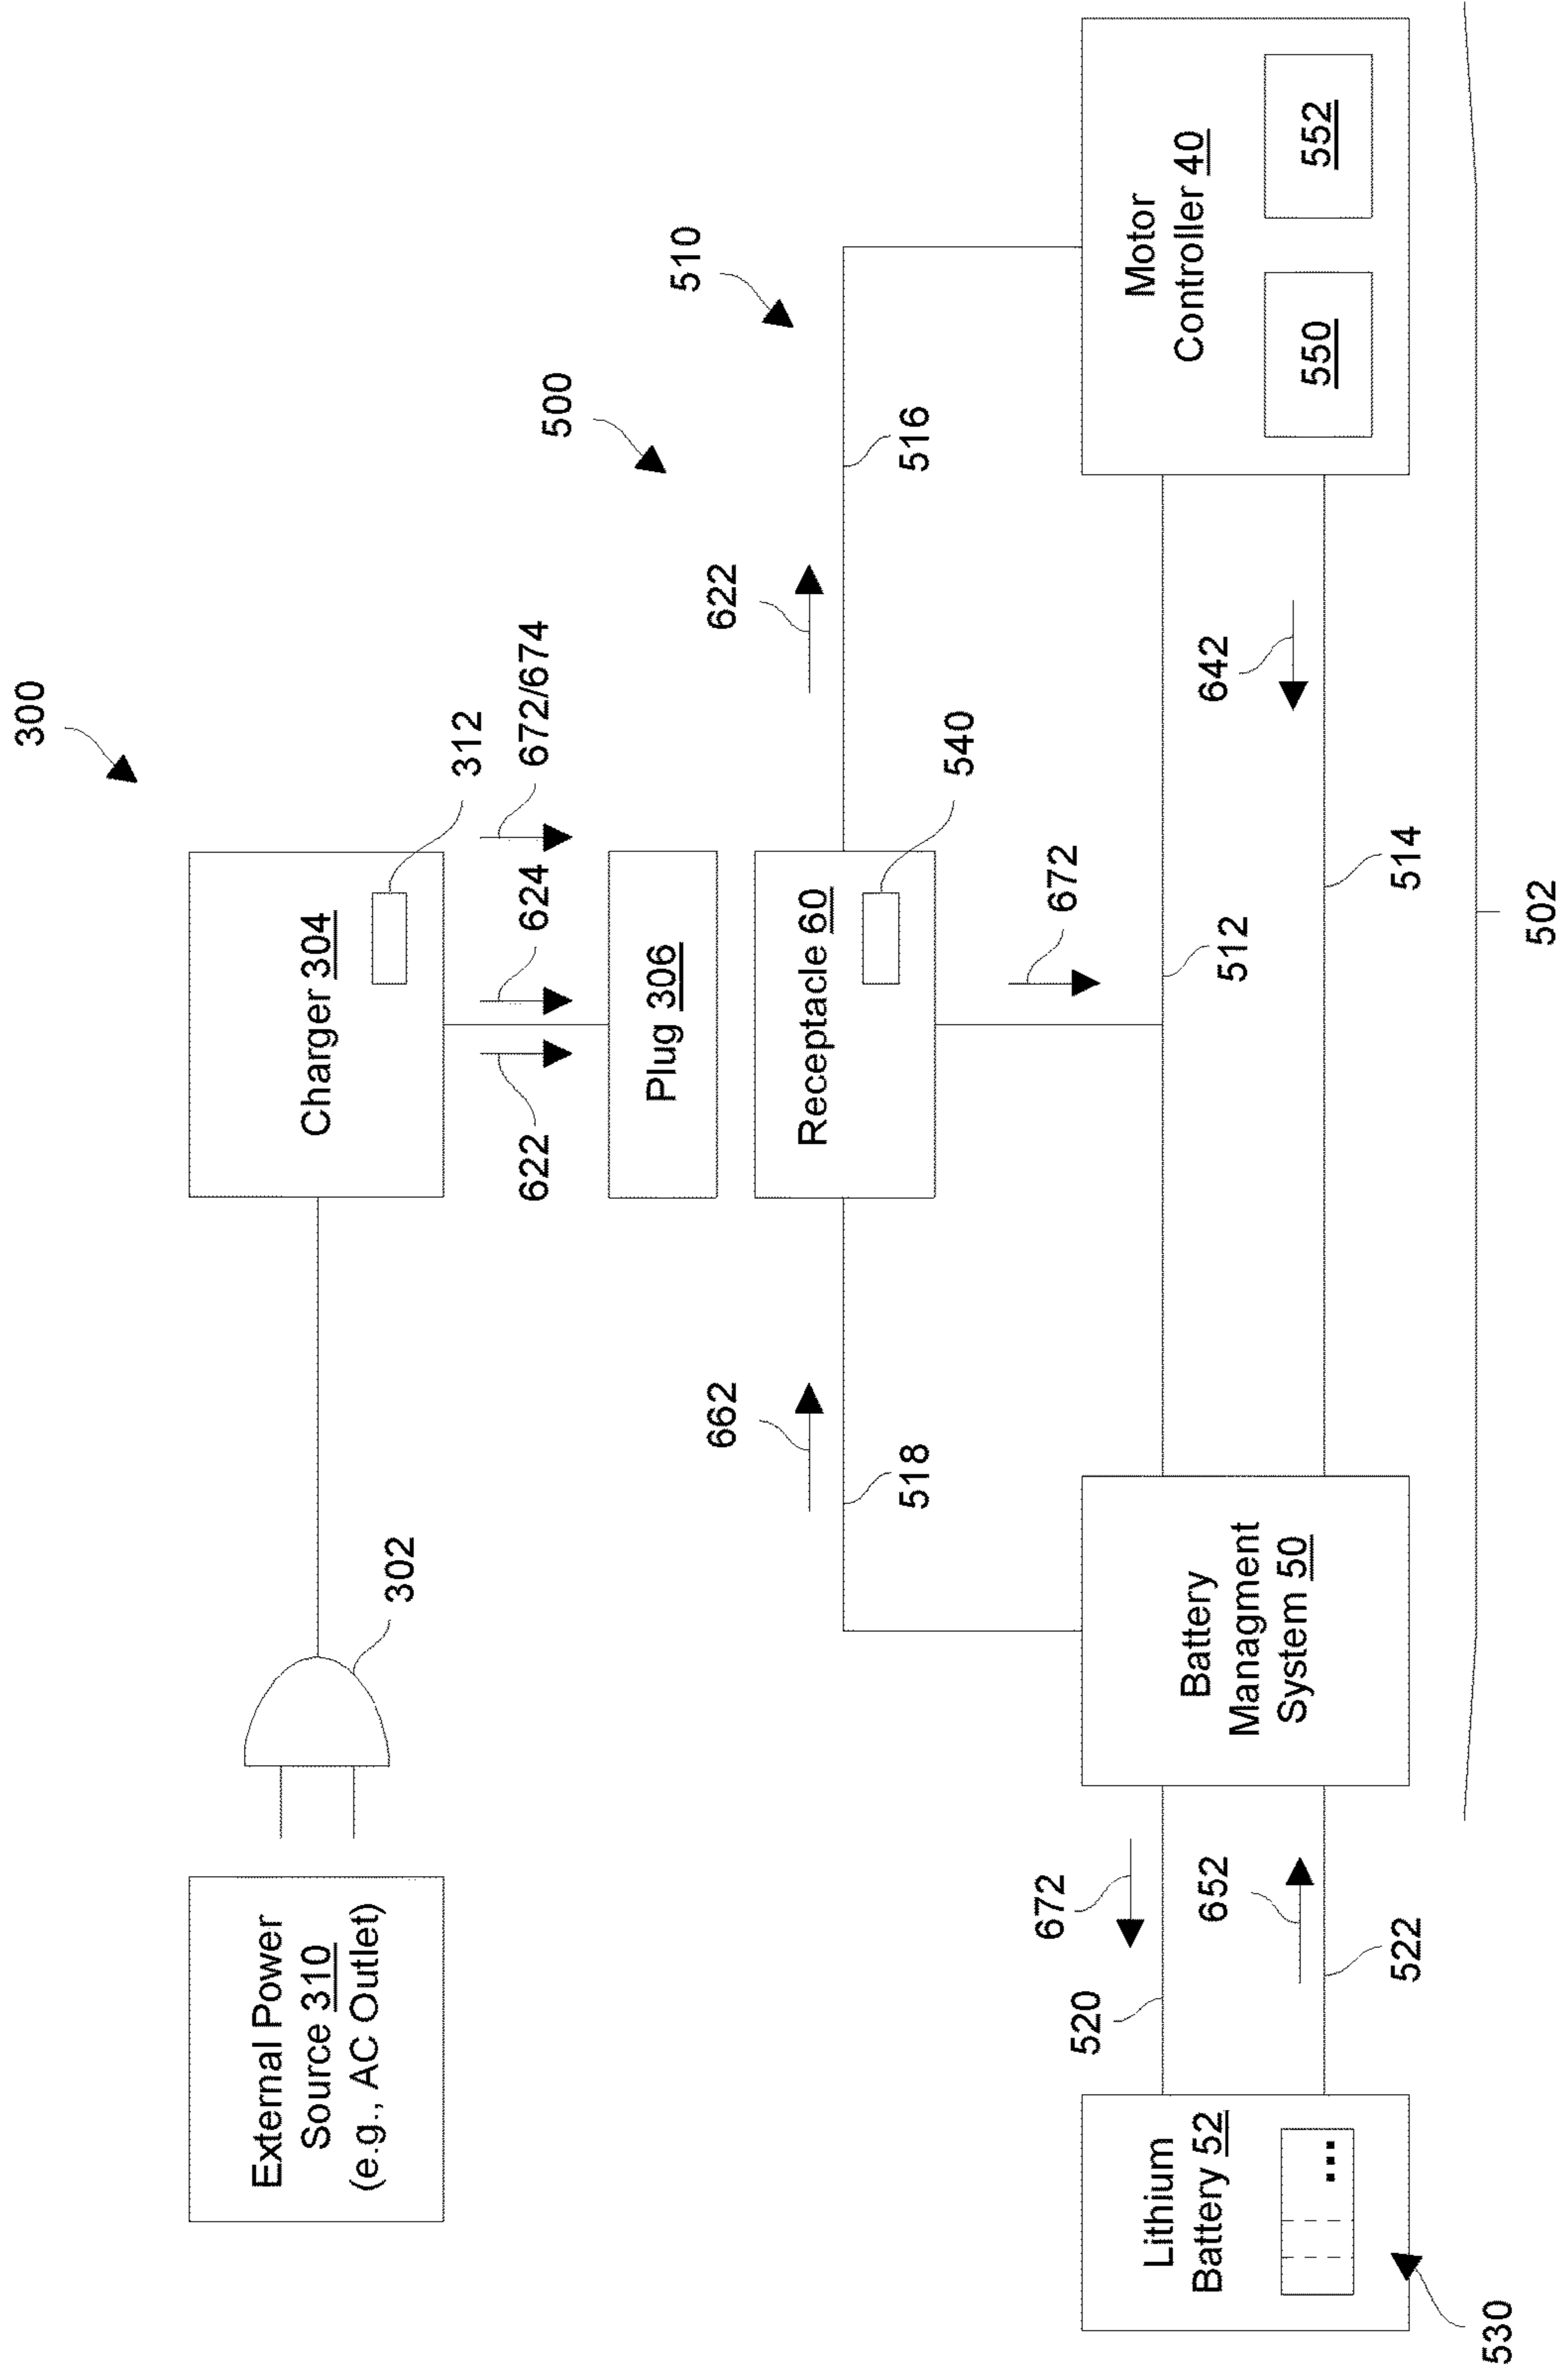 300
External Power
Source 310
(e.g., AC Outlet)
302
Charger 304
312
622
624
672/674
Plug 306
500
510
662
622
518
Receptacle 60
540
516
672
672
520
652
522
Lithium
Battery 52
530
Battery
Managment
System 50
512
642
514
Motor
Controller 40
550
552
502